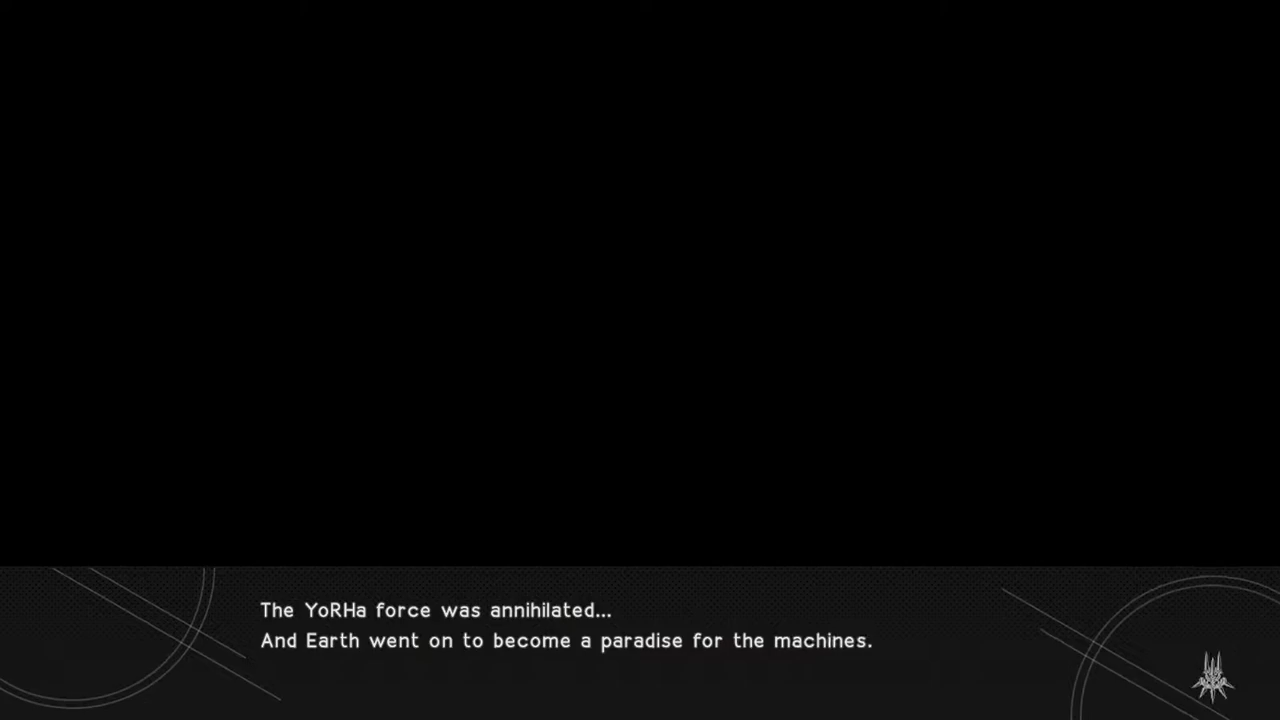 The YoRHa force was annihilated...
And Earth went on to become a paradise for the machines.